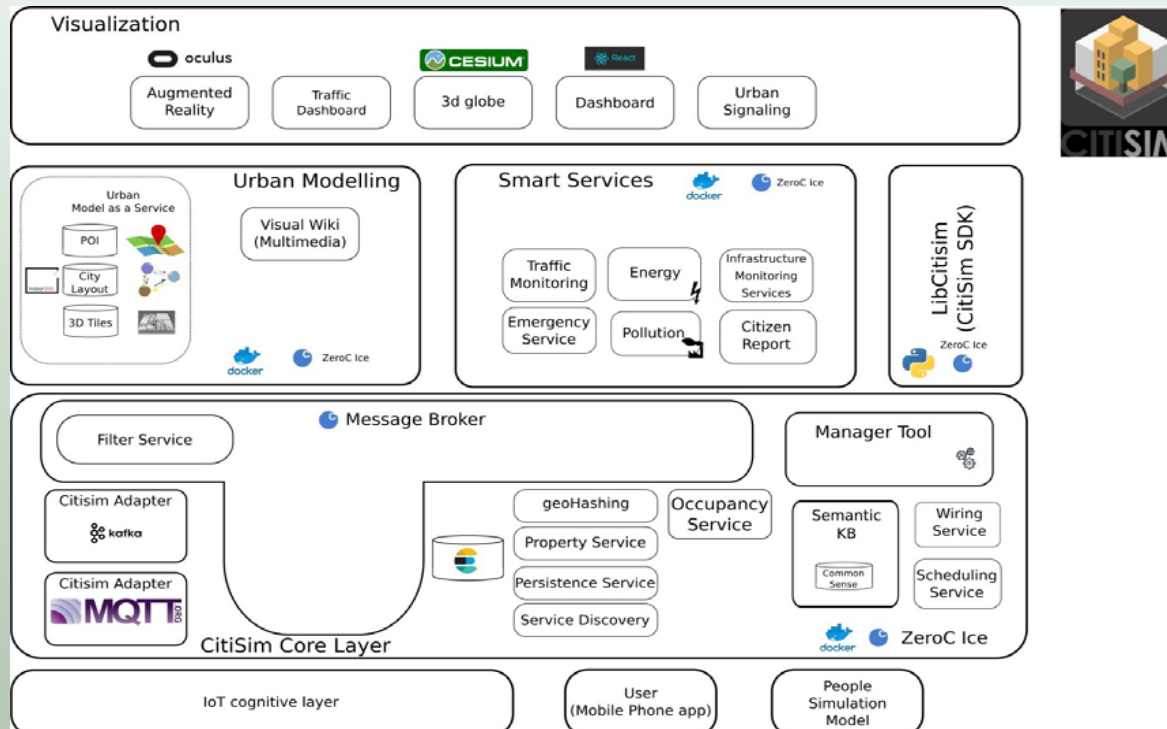 Visualization
oculus
CESIUM
React
Augmented
Reality
Traffic
Dashboard
3d globe
Dashboard
Urban
Signaling
CITISIM
Urban Modelling
Urban
Model as a Service
POI
City
Layout
3D Tiles
Visual Wiki
(Multimedia)
docker
ZeroC Ice
Smart Services
docker
ZeroC Ice
Traffic
Monitoring
Energy
Infrastructure
Monitoring
Services
Emergency
Service
Pollution
Citizen
Report
LibCitisim
(CitiSim SDK)
ZeroC Ice
Message Broker
Filter Service
Manager Tool
Citisim Adapter
kafka
Citisim Adapter
MQTT.ORG
geoHashing
Property Service
Persistence Service
Service Discovery
Occupancy
Service
Semantic
KB
Common
Sense
Wiring
Service
Scheduling
Service
CitiSim Core Layer
docker
ZeroC Ice
IoT cognitive layer
User
(Mobile Phone app)
People
Simulation
Model